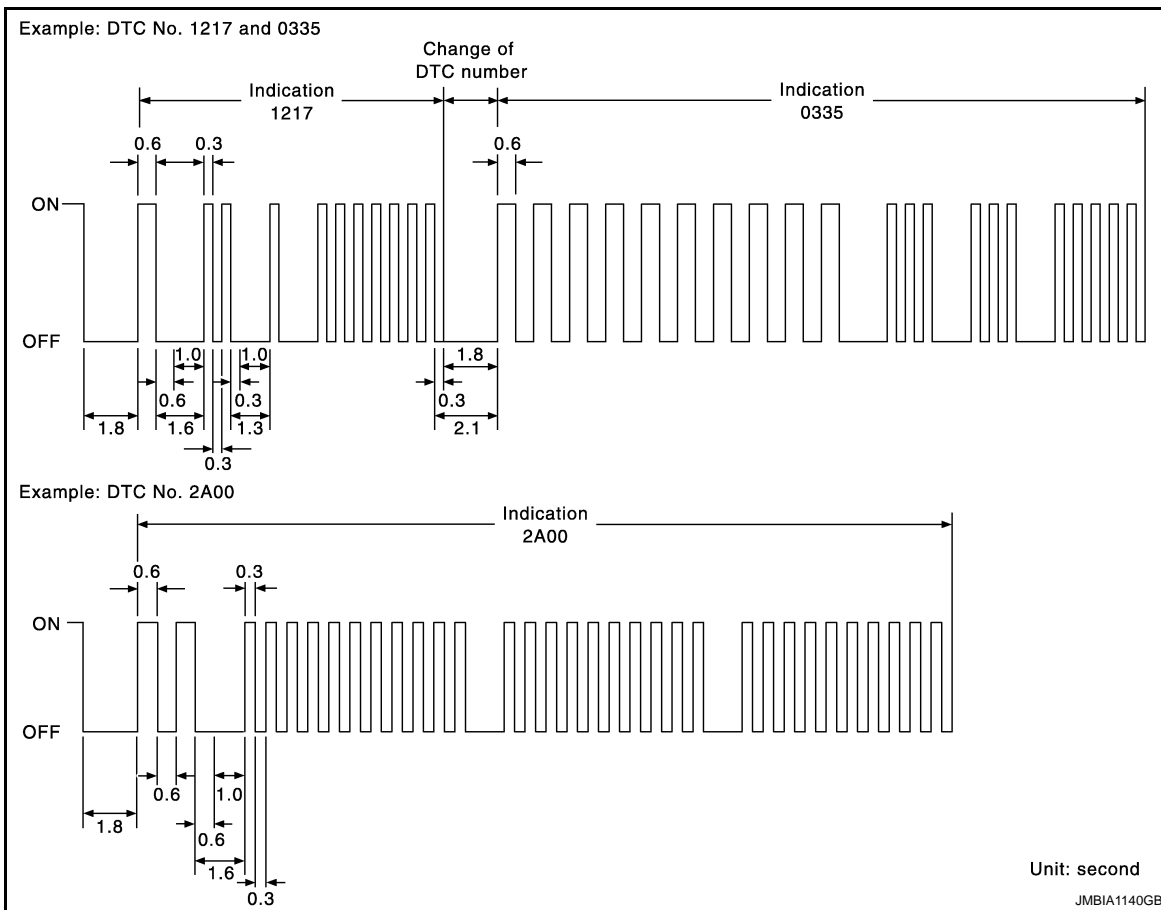 Example: DTC No. 1217 and 0335
Change of
DTC number
Indication
1217
Indication
0335
0.6
0.3
0.6
ON
OFF
1.0
1.0
1.8
0.6
0.3
0.3
1.8
1.6
1.3
2.1
0.3
Example: DTC No. 2A00
Indication
2A00
0.6
0.3
ON
OFF
0.6
1.0
1.8
0.6
1.6
0.3
Unit: second
JMBIA1140GB